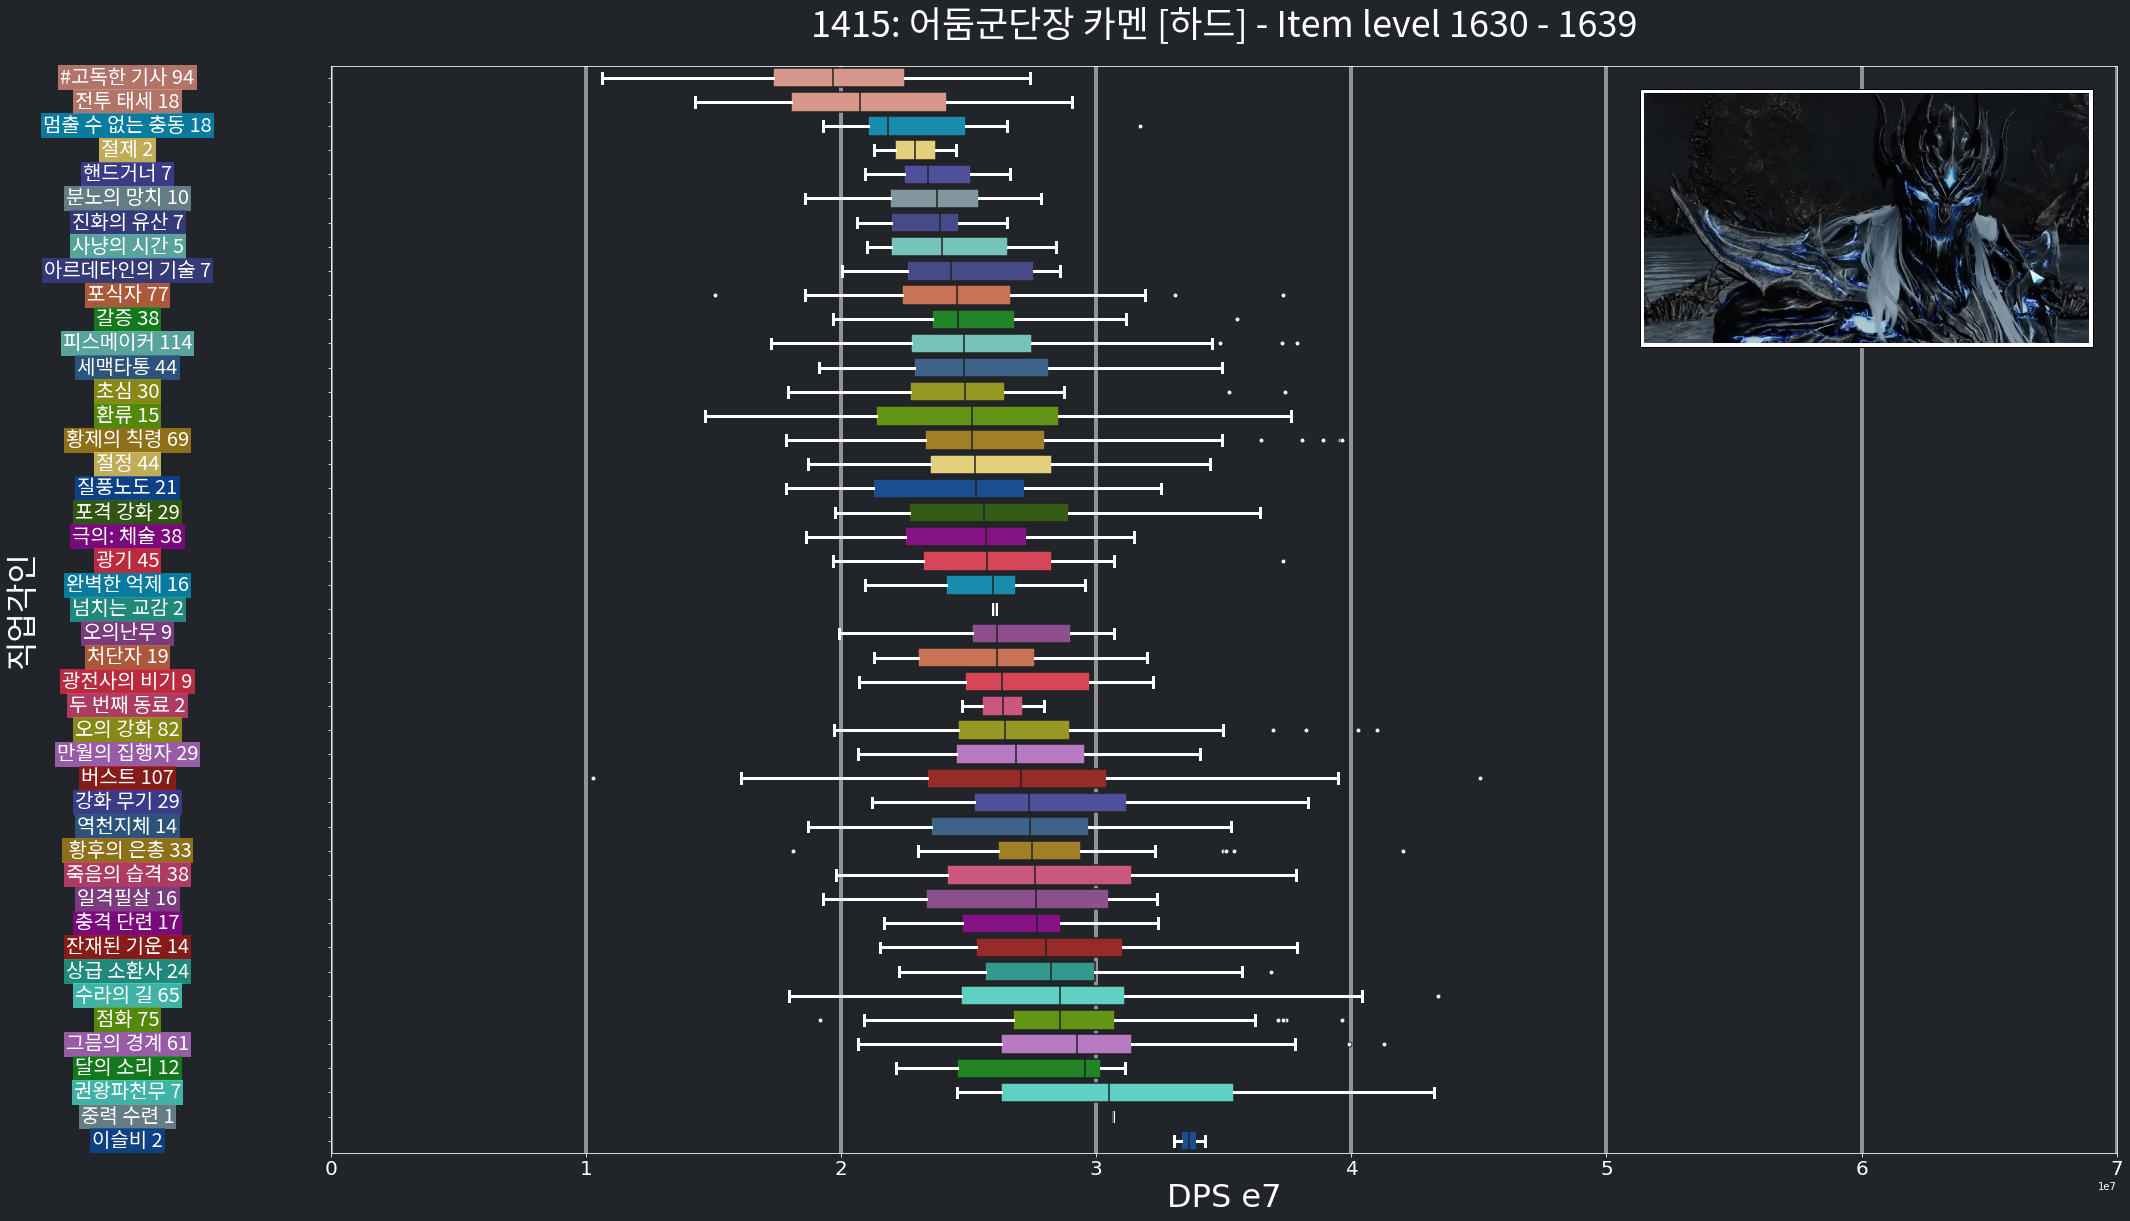 1415: 어둠군단장 카멘 [하드] - Item level 1630 - 1639
#고독한 기사 94
전투 태세 18
멈출 수 없는 충동 18
절제 2
핸드거너 7
분노의 망치 10
진화의 유산 7
사냥의 시간 5
아르데타인의 기술 7
포식자 77
갈증 38
피스메이커 114
세맥타통 44
초심 30
환류 15
황제의 칙령 69
절정 44
질풍노도 21
포격 강화 29
극의: 체술 38
광기 45
완벽한 억제 16
넘치는 교감 2
오의난무 9
처단자 19
광전사의 비기 9
두 번째 동료 2
오의 강화 82
만월의 집행자 29
버스트 107
강화 무기 29
역천지체 14
황후의 은총 33
죽음의 습격 38
일격필살 16
충격 단련 17
잔재된 기운 14
상급 소환사 24
수라의 길 65
점화 75
그믐의 경계 61
달의 소리 12
권왕파천무 7
중력 수련 1
이슬비 2
직업각인
0 1 2 3 4 5 6 7
1e7
DPS e7